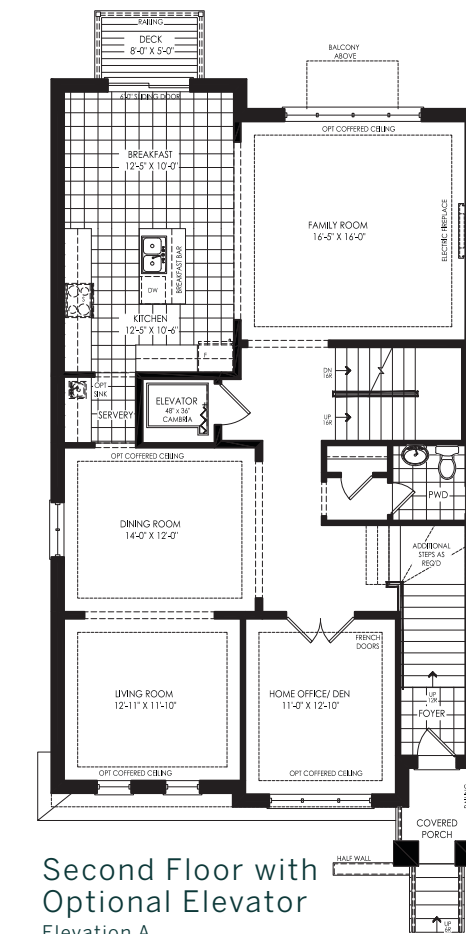 RAILING
DECK
8'-0" X 5'-0"
6'-0" SLIDING DOOR
BALCONY
ABOVE
OPT COFFERED CEILING
BREAKFAST
12'-5" X 10'-0"
FAMILY ROOM
16'-5" X 16'-0"
ELECTRIC FIREPLACE
BREAKFAST BAR
DW
KITCHEN
12'-5" X 10'-6"
F
OPT
SINK
SERVERY
ELEVATOR
48" x 36"
CAMBRIA
DN
16R
UP
16R
PWD
OPT COFFERED CEILING
DINING ROOM
14'-0" X 12'-0"
ADDITIONAL
STEPS AS
REQ'D
FRENCH
DOORS
LIVING ROOM
12'-11" X 11'-10"
HOME OFFICE/ DEN
11'-0" X 12'-10"
UP
12R
FOYER
OPT COFFERED CEILING
OPT COFFERED CEILING
RAILING
COVERED
PORCH
HALF WALL
UP
Second Floor with
Optional Elevator
Elevation A